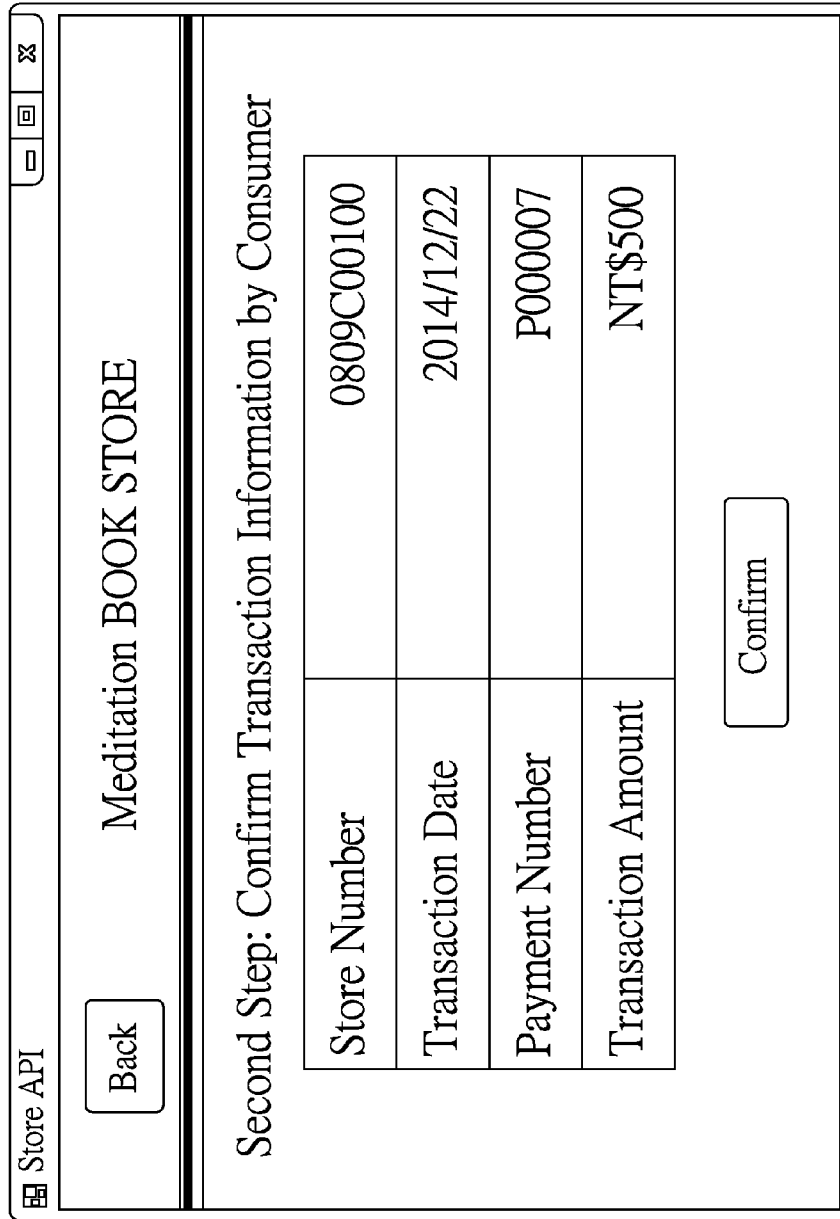 Store API
Back
Meditation BOOK STORE
Second Step: Confirm Transaction Information by Consumer
Store Number 0809C00100
Transaction Date 2014/12/22
Payment Number P000007
Transaction Amount NT$500
Confirm